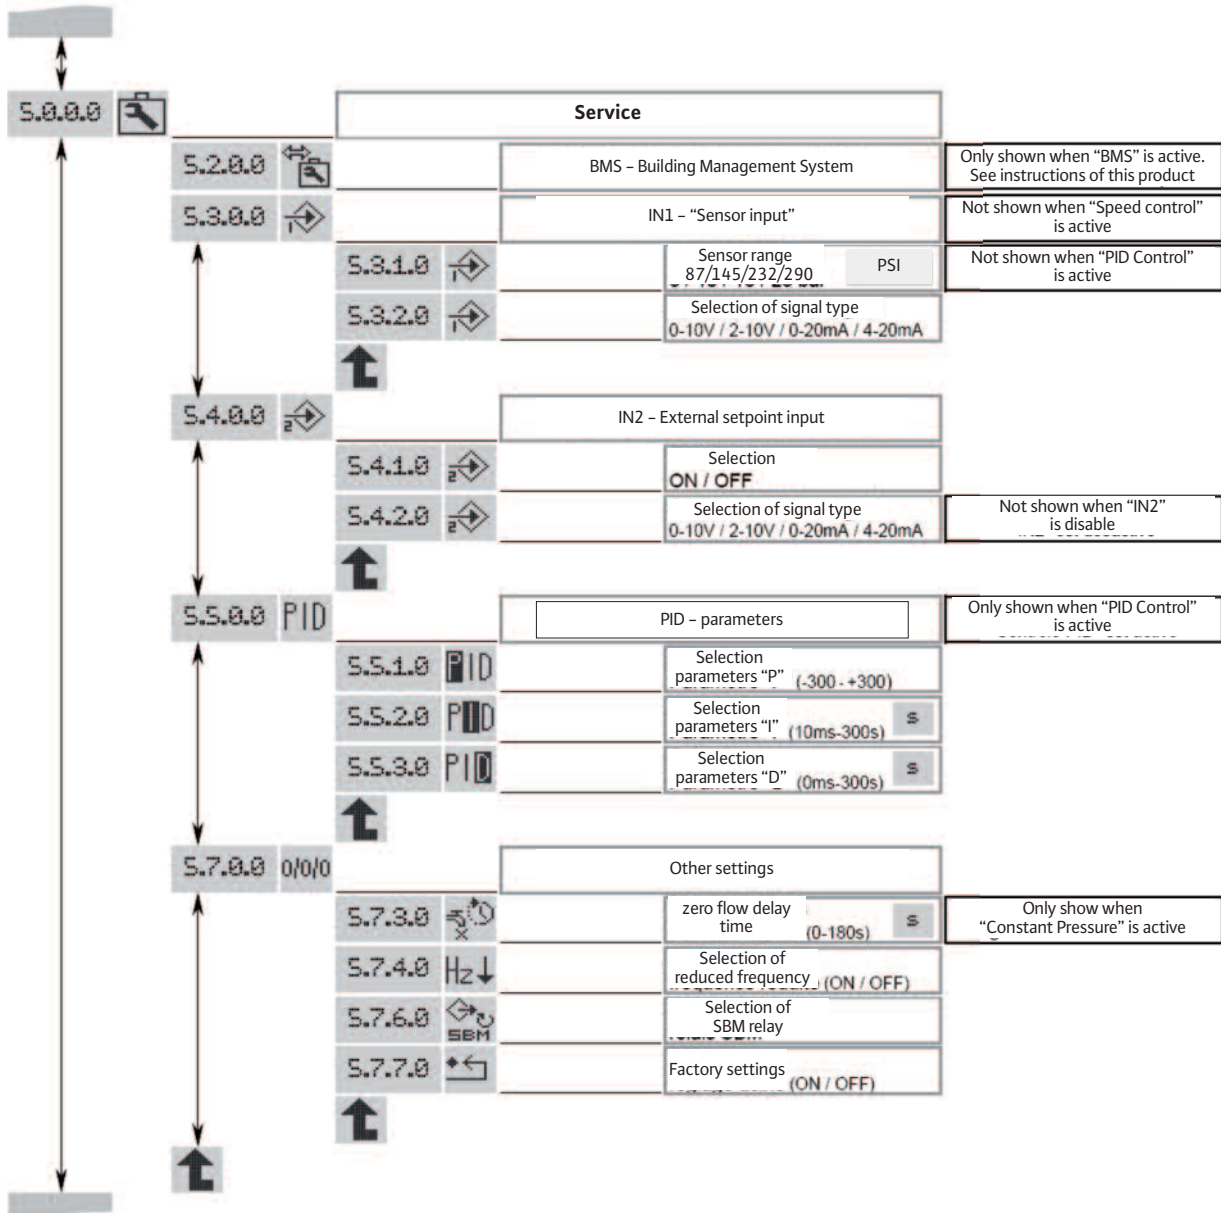 5.0.0.0
Service
5.2.0.0
BMS – Building Management System
Only shown when “BMS” is active.
See instructions of this product
5.3.0.0
IN1 – “Sensor input”
Not shown when “Speed control”
is active
5.3.1.0
1
Sensor range
87/145/232/290
PSI
Not shown when “PID Control”
is active
5.3.2.0
1
Selection of signal type
0-10V / 2-10V / 0-20mA / 4-20mA
5.4.0.0
2
IN2 – External setpoint input
5.4.1.0
2
Selection
ON / OFF
5.4.2.0
2
Selection of signal type
0-10V / 2-10V / 0-20mA / 4-20mA
Not shown when “IN2”
is disable
5.5.0.0 PID
PID – parameters
Only shown when “PID Control”
is active
5.5.1.0 PID
Selection
parameters “P” (-300 - +300)
5.5.2.0 PID
Selection
parameters “I” (10ms-300s)
s
5.5.3.0 PID
Selection
parameters “D” (0ms-300s)
s
5.7.0.0 0/0/0
Other settings
5.7.3.0
x
zero flow delay
time (0-180s)
s
Only show when
“Constant Pressure” is active
5.7.4.0 Hz
Selection of
reduced frequency (ON / OFF)
5.7.6.0
SBM
Selection of
SBM relay
5.7.7.0
Factory settings
(ON / OFF)